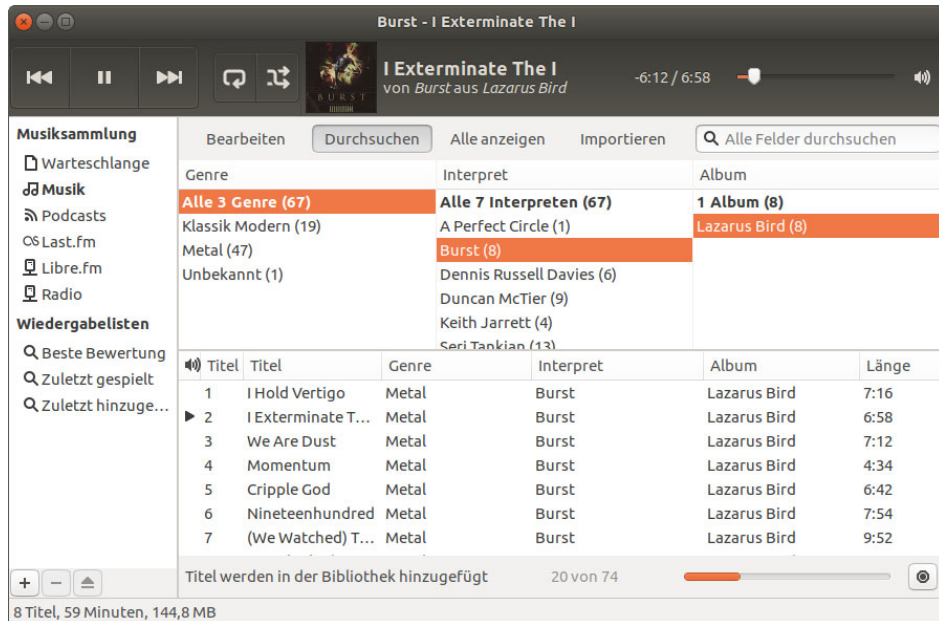 Burst - I Exterminate The I
I Exterminate The I
von Burst aus Lazarus Bird
-6:12 / 6:58
BURST
Musiksammlung
Warteschlange
Musik
Podcasts
Last.fm
Libre.fm
Radio
Wiedergabelisten
Beste Bewertung
Zuletzt gespielt
Zuletzt hinzuge...
Bearbeiten Durchsuchen Alle anzeigen Importieren Alle Felder durchsuchen
Genre Interpret Album
Alle 3 Genre (67) Alle 7 Interpreten (67) 1 Album (8)
Klassik Modern (19) A Perfect Circle (1) Lazarus Bird (8)
Metal (47) Burst (8)
Unbekannt (1) Dennis Russell Davies (6)
Duncan McTier (9)
Keith Jarrett (4)
Serj Tankian (13)
Titel Titel Genre Interpret Album Länge
1 I Hold Vertigo Metal Burst Lazarus Bird 7:16
2 I Exterminate T... Metal Burst Lazarus Bird 6:58
3 We Are Dust Metal Burst Lazarus Bird 7:12
4 Momentum Metal Burst Lazarus Bird 4:34
5 Cripple God Metal Burst Lazarus Bird 6:42
6 Nineteenhundred Metal Burst Lazarus Bird 7:54
7 (We Watched) T... Metal Burst Lazarus Bird 9:52
Titel werden in der Bibliothek hinzugefügt 20 von 74
8 Titel, 59 Minuten, 144,8 MB